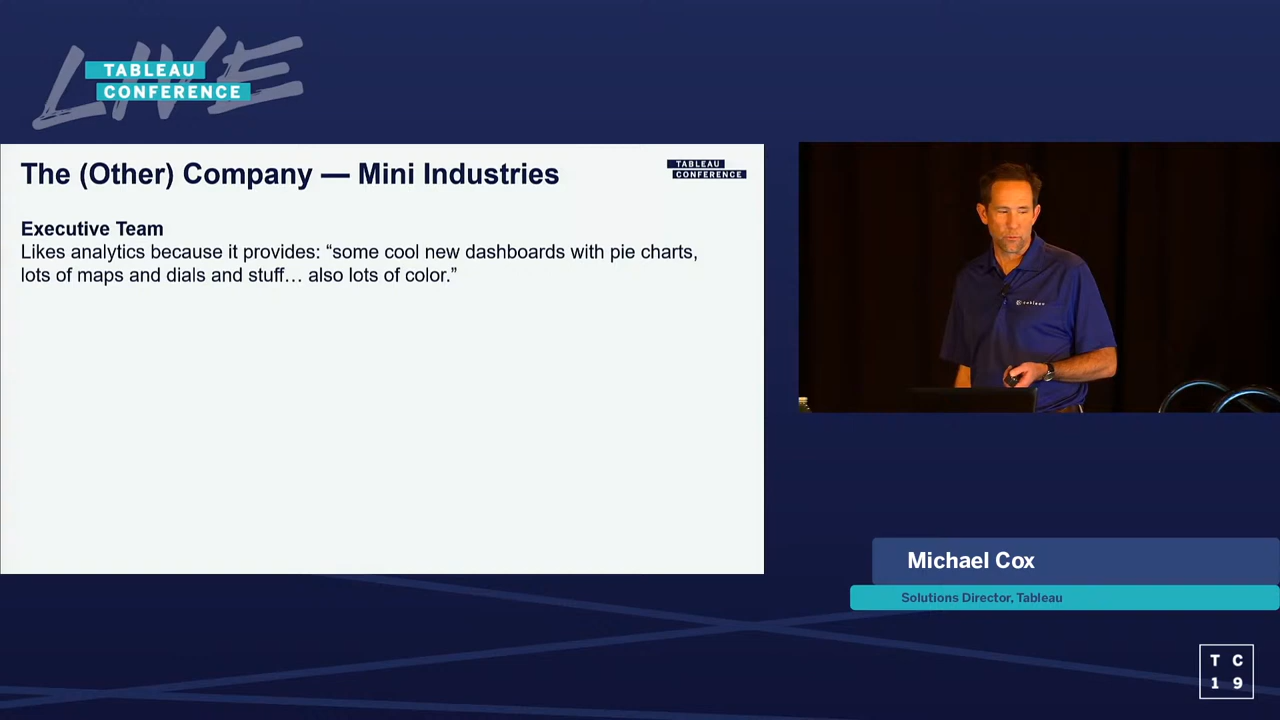 LIVE
TABLEAU
CONFERENCE
The (Other) Company — Mini Industries
TABLEAU
CONFERENCE
Executive Team
Likes analytics because it provides: “some cool new dashboards with pie charts,
lots of maps and dials and stuff… also lots of color.”
tableau
Michael Cox
Solutions Director, Tableau
T C
1 9